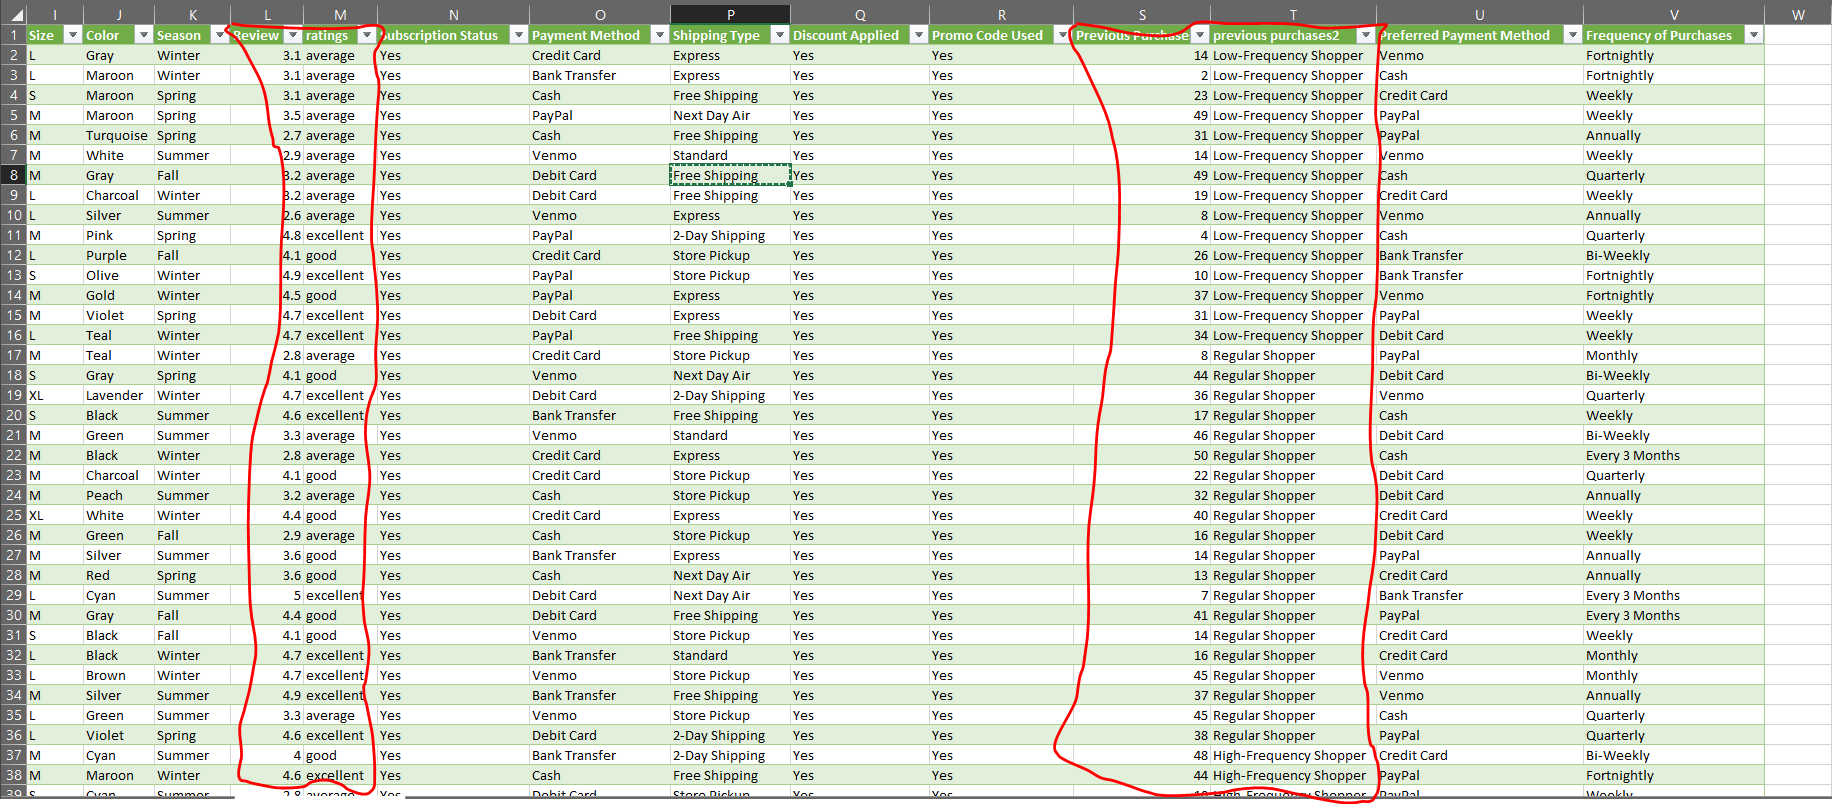 I J K L M N O P Q R S T U V W
1 Size Color Season Review ratings ubscription Status Payment Method Shipping Type Discount Applied Promo Code Used Previous Purchase previous purchases2 Preferred Payment Method Frequency of Purchases
2 L Gray Winter 3.1 average Yes Credit Card Express Yes Yes 14 Low-Frequency Shopper Venmo Fortnightly
3 L Maroon Winter 3.1 average Yes Bank Transfer Express Yes Yes 2 Low-Frequency Shopper Cash Fortnightly
4 S Maroon Spring 3.1 average Yes Cash Free Shipping Yes Yes 23 Low-Frequency Shopper Credit Card Weekly
5 M Maroon Spring 3.5 average Yes PayPal Next Day Air Yes Yes 49 Low-Frequency Shopper PayPal Weekly
6 M Turquoise Spring 2.7 average Yes Cash Free Shipping Yes Yes 31 Low-Frequency Shopper PayPal Annually
7 M White Summer 2.9 average Yes Venmo Standard Yes Yes 14 Low-Frequency Shopper Venmo Weekly
8 M Gray Fall 3.2 average Yes Debit Card Free Shipping Yes Yes 49 Low-Frequency Shopper Cash Quarterly
9 L Charcoal Winter 3.2 average Yes Debit Card Free Shipping Yes Yes 19 Low-Frequency Shopper Credit Card Weekly
10 L Silver Summer 2.6 average Yes Venmo Express Yes Yes 8 Low-Frequency Shopper Venmo Annually
11 M Pink Spring 4.8 excellent Yes PayPal 2-Day Shipping Yes Yes 4 Low-Frequency Shopper Cash Quarterly
12 L Purple Fall 4.1 good Yes Credit Card Store Pickup Yes Yes 26 Low-Frequency Shopper Bank Transfer Bi-Weekly
13 S Olive Winter 4.9 excellent Yes PayPal Store Pickup Yes Yes 10 Low-Frequency Shopper Bank Transfer Fortnightly
14 M Gold Winter 4.5 good Yes PayPal Express Yes Yes 37 Low-Frequency Shopper Venmo Fortnightly
15 M Violet Spring 4.7 excellent Yes Debit Card Express Yes Yes 31 Low-Frequency Shopper PayPal Weekly
16 L Teal Winter 4.7 excellent Yes PayPal Free Shipping Yes Yes 34 Low-Frequency Shopper Debit Card Weekly
17 M Teal Winter 2.8 average Yes Credit Card Store Pickup Yes Yes 8 Regular Shopper PayPal Monthly
18 S Gray Spring 4.1 good Yes Venmo Next Day Air Yes Yes 44 Regular Shopper Debit Card Bi-Weekly
19 XL Lavender Winter 4.7 excellent Yes Debit Card 2-Day Shipping Yes Yes 36 Regular Shopper Venmo Quarterly
20 S Black Summer 4.6 excellent Yes Bank Transfer Free Shipping Yes Yes 17 Regular Shopper Cash Weekly
21 M Green Summer 3.3 average Yes Venmo Standard Yes Yes 46 Regular Shopper Debit Card Bi-Weekly
22 M Black Winter 2.8 average Yes Credit Card Express Yes Yes 50 Regular Shopper Cash Every 3 Months
23 M Charcoal Winter 4.1 good Yes Credit Card Store Pickup Yes Yes 22 Regular Shopper Debit Card Quarterly
24 M Peach Summer 3.2 average Yes Cash Store Pickup Yes Yes 32 Regular Shopper Debit Card Annually
25 XL White Winter 4.4 good Yes Credit Card Express Yes Yes 40 Regular Shopper Credit Card Weekly
26 M Green Fall 2.9 average Yes Cash Store Pickup Yes Yes 16 Regular Shopper Debit Card Weekly
27 M Silver Summer 3.6 good Yes Bank Transfer Express Yes Yes 14 Regular Shopper PayPal Annually
28 M Red Spring 3.6 good Yes Cash Next Day Air Yes Yes 13 Regular Shopper Credit Card Annually
29 L Cyan Summer 5 excellent Yes Debit Card Next Day Air Yes Yes 7 Regular Shopper Bank Transfer Every 3 Months
30 M Gray Fall 4.4 good Yes Debit Card Free Shipping Yes Yes 41 Regular Shopper PayPal Every 3 Months
31 S Black Fall 4.1 good Yes Venmo Store Pickup Yes Yes 14 Regular Shopper Credit Card Weekly
32 L Black Winter 4.7 excellent Yes Bank Transfer Standard Yes Yes 16 Regular Shopper Credit Card Monthly
33 L Brown Winter 4.7 excellent Yes Venmo Store Pickup Yes Yes 45 Regular Shopper Venmo Monthly
34 M Silver Summer 4.9 excellent Yes Bank Transfer Free Shipping Yes Yes 37 Regular Shopper Venmo Annually
35 L Green Summer 3.3 average Yes Venmo Store Pickup Yes Yes 45 Regular Shopper Cash Quarterly
36 L Violet Spring 4.6 excellent Yes Debit Card 2-Day Shipping Yes Yes 38 Regular Shopper PayPal Quarterly
37 M Cyan Summer 4 good Yes Bank Transfer 2-Day Shipping Yes Yes 48 High-Frequency Shopper Credit Card Bi-Weekly
38 M Maroon Winter 4.6 excellent Yes Cash Free Shipping Yes Yes 44 High-Frequency Shopper PayPal Fortnightly
39 S Cyan Summer 2.8 average Yes Debit Card Store Pickup Yes Yes High-Frequency Shopper PayPal Weekly